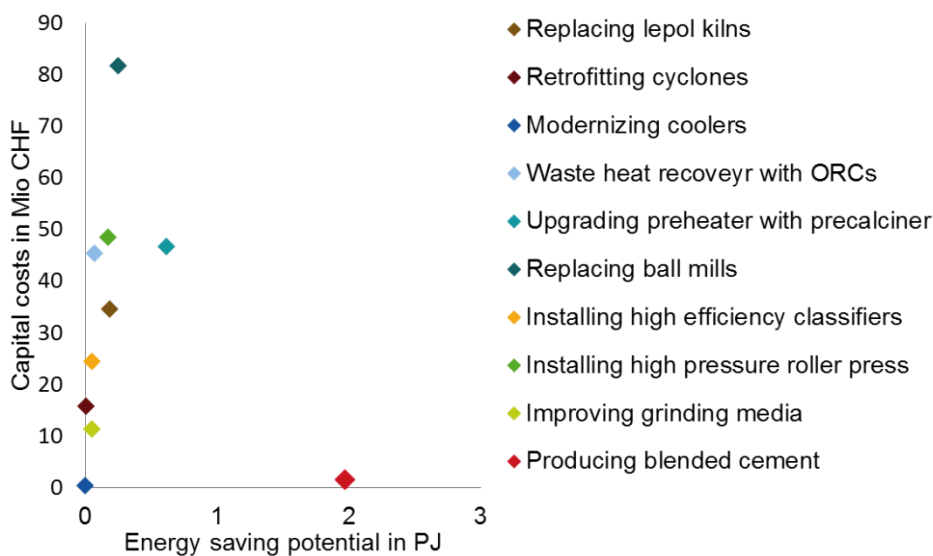 90
80
70
60
50
40
30
20
10
0
Capital costs in Mio CHF
0 1 2 3
Energy saving potential in PJ
Replacing lepol kilns
Retrofitting cyclones
Modernizing coolers
Waste heat recoveyr with ORCs
Upgrading preheater with precalciner
Replacing ball mills
Installing high efficiency classifiers
Installing high pressure roller press
Improving grinding media
Producing blended cement